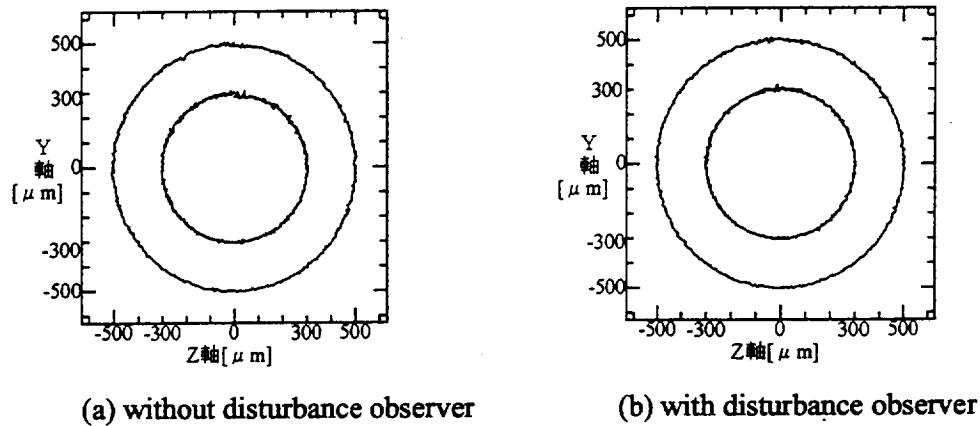 500
300
Y
軸 0
[μm]
-300
-500
-500 -300 0 300 500
Z軸[μm]
(a) without disturbance observer
500
300
Y
軸 0
[μm]
-300
-500
-500 -300 0 300 500
Z軸[μm]
(b) with disturbance observer